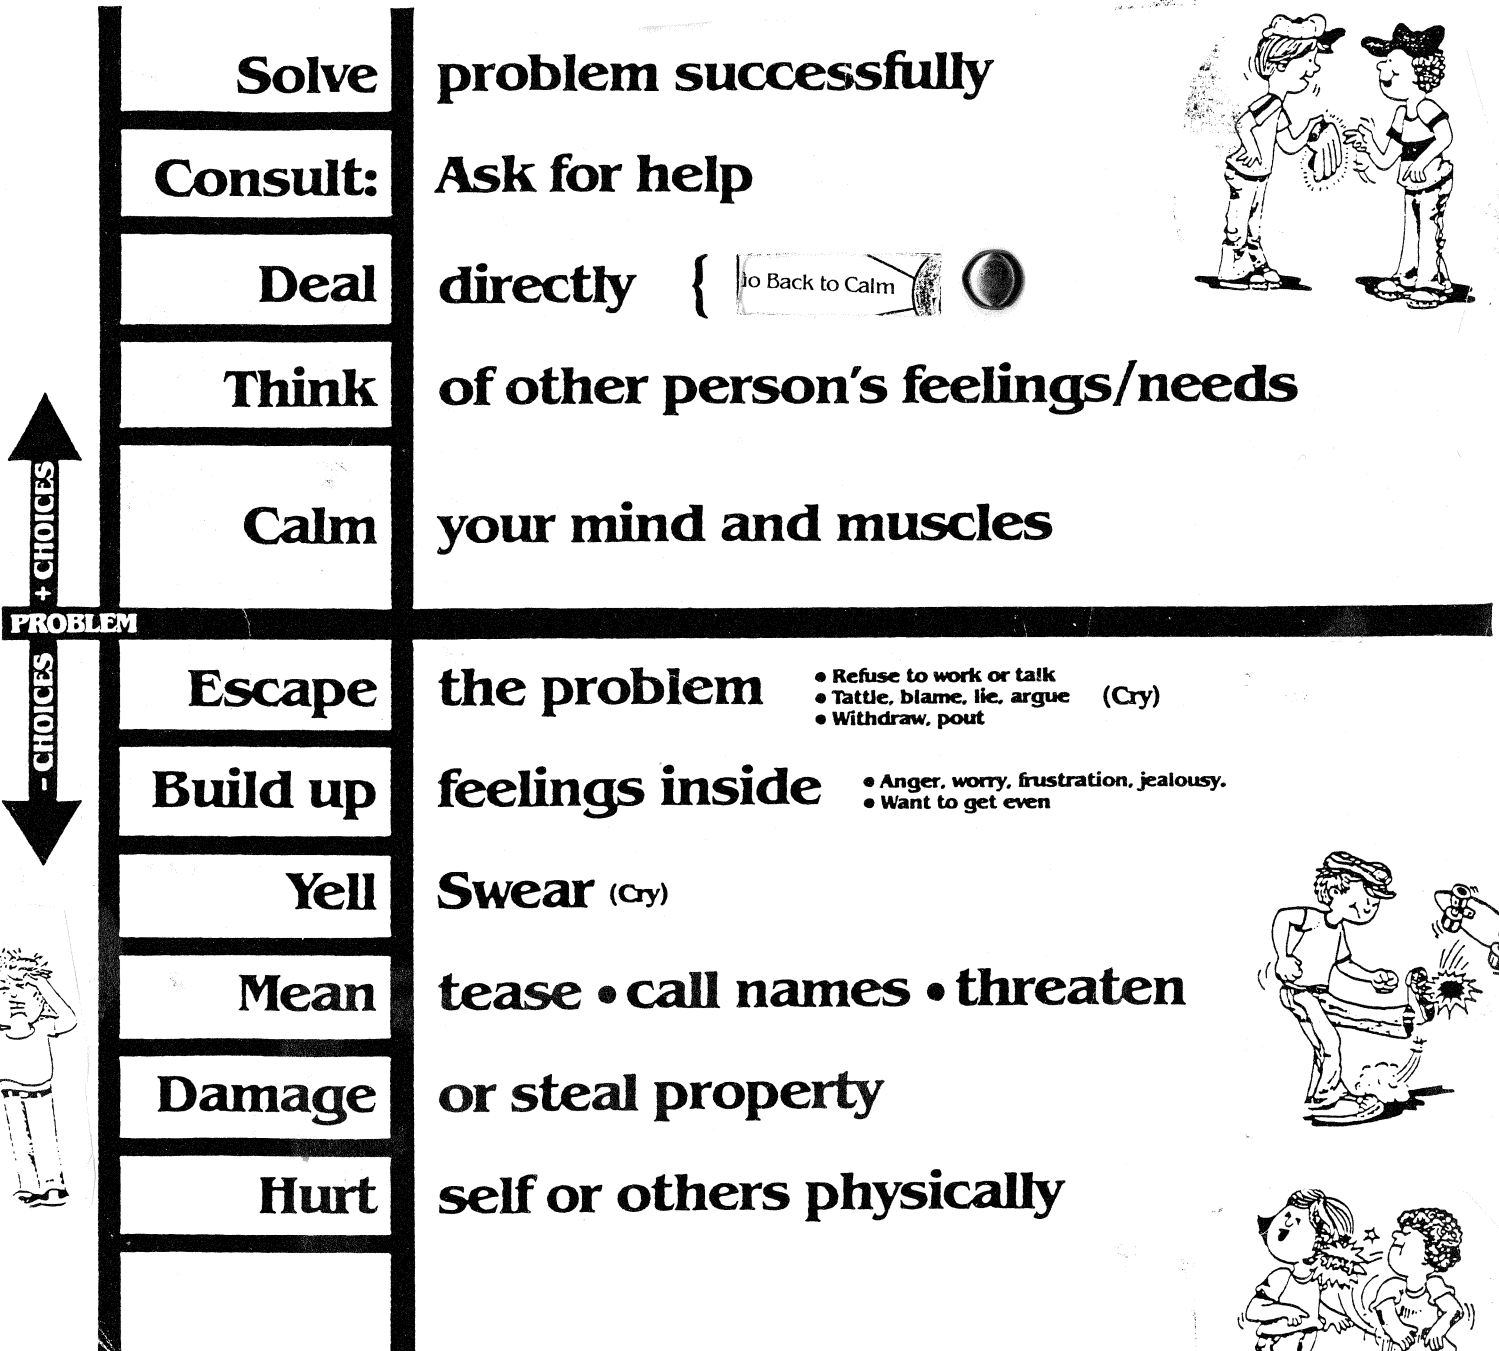 Solve problem successfully
Consult: Ask for help
Deal directly { io Back to Calm
Think of other person's feelings/needs
+ CHOICES
Calm your mind and muscles
PROBLEM
- CHOICES
Escape the problem
• Refuse to work or talk
• Tattle, blame, lie, argue (Cry)
• Withdraw, pout
Build up feelings inside
• Anger, worry, frustration, jealousy.
• Want to get even
Yell Swear (Cry)
Mean tease • call names • threaten
Damage or steal property
Hurt self or others physically